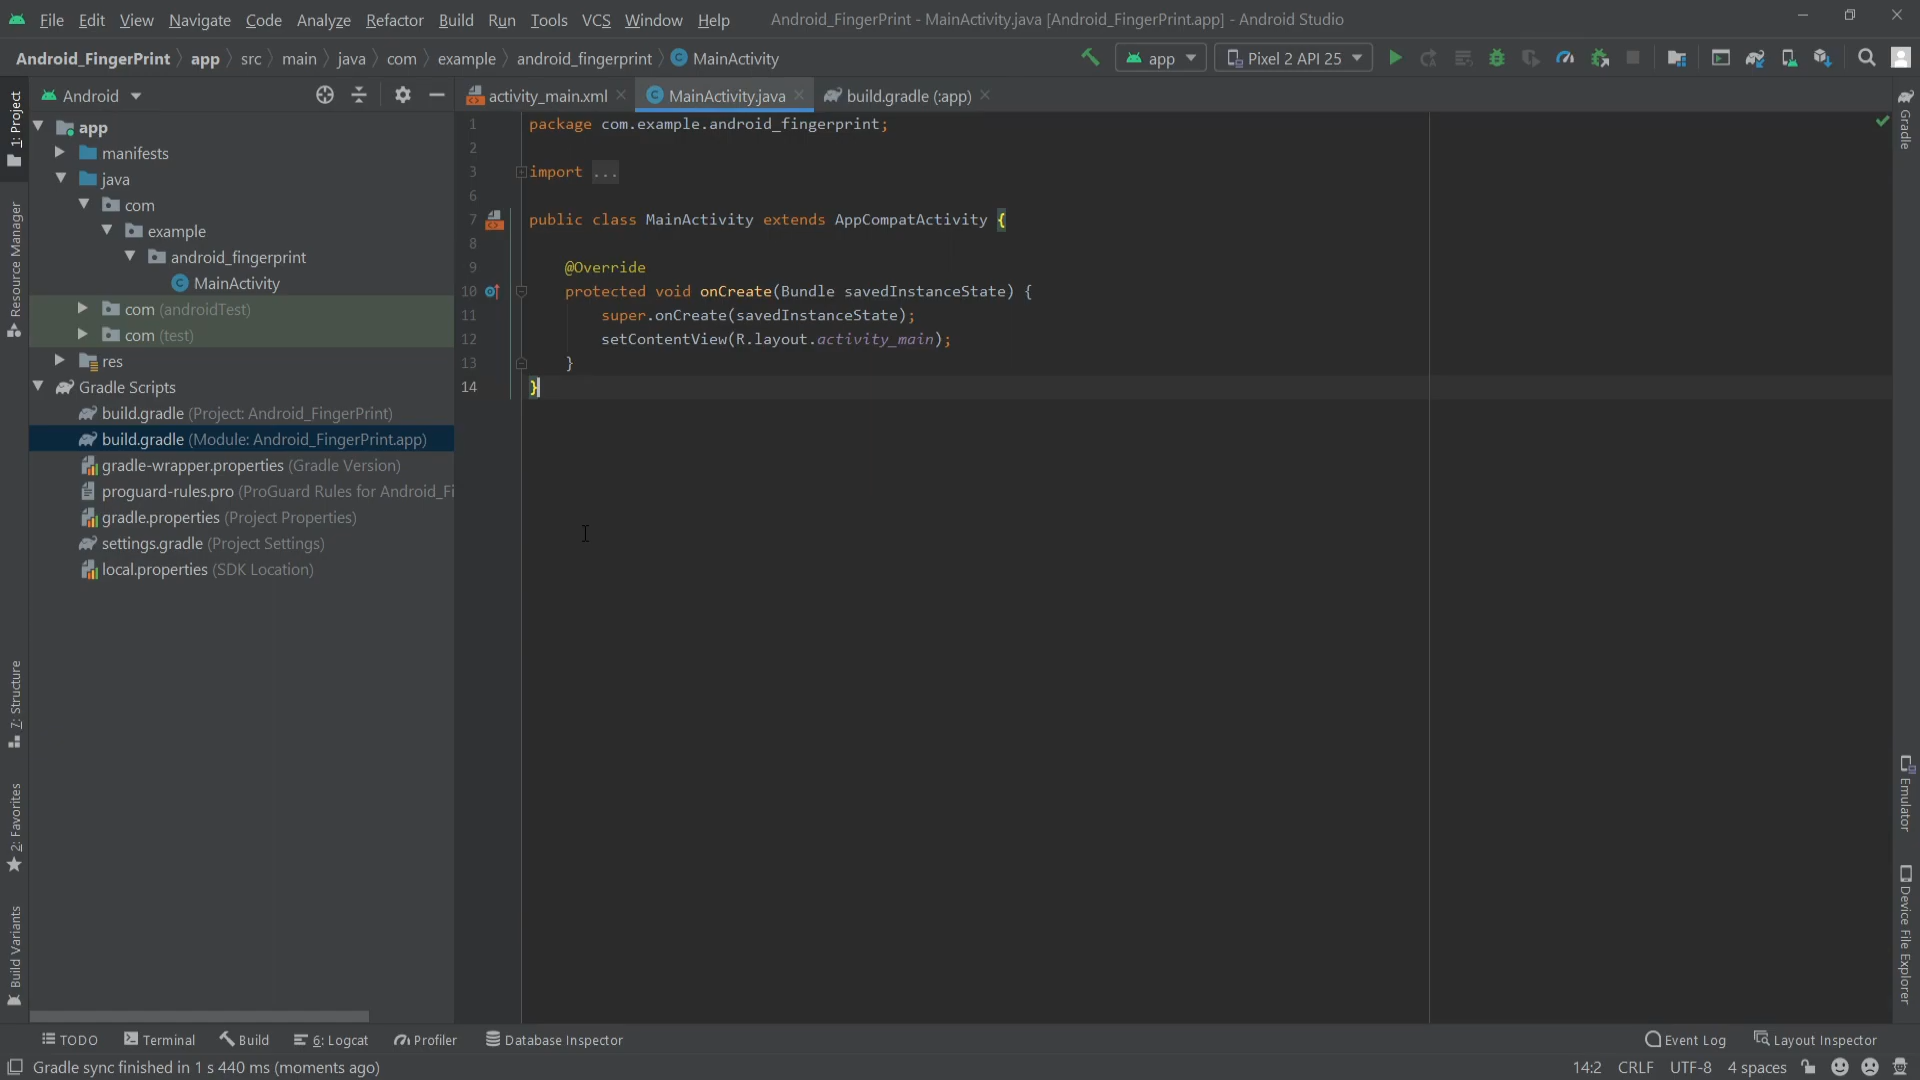 File Edit View Navigate Code Analyze Refactor Build Run Tools VCS Window Help Android_FingerPrint - MainActivity.java [Android_FingerPrint.app] - Android Studio
Android_FingerPrint app src main java com example android_fingerprint MainActivity app Pixel 2 API 25
Android
activity_main.xml MainActivity.java build.gradle (:app)
1: Project
Resource Manager
7: Structure
2: Favorites
Build Variants
app
manifests
java
com
example
android_fingerprint
MainActivity
com (androidTest)
com (test)
res
Gradle Scripts
build.gradle (Project: Android_FingerPrint)
build.gradle (Module: Android_FingerPrint.app)
gradle-wrapper.properties (Gradle Version)
proguard-rules.pro (ProGuard Rules for Android_Fi
gradle.properties (Project Properties)
settings.gradle (Project Settings)
local.properties (SDK Location)
1 package com.example.android_fingerprint;
2
3 import ...
6
7 public class MainActivity extends AppCompatActivity {
8
9 @Override
10 protected void onCreate(Bundle savedInstanceState) {
11 super.onCreate(savedInstanceState);
12 setContentView(R.layout.activity_main);
13 }
14 }
Gradle
Emulator
Device File Explorer
TODO Terminal Build 6: Logcat Profiler Database Inspector Event Log Layout Inspector
Gradle sync finished in 1 s 440 ms (moments ago) 14:2 CRLF UTF-8 4 spaces